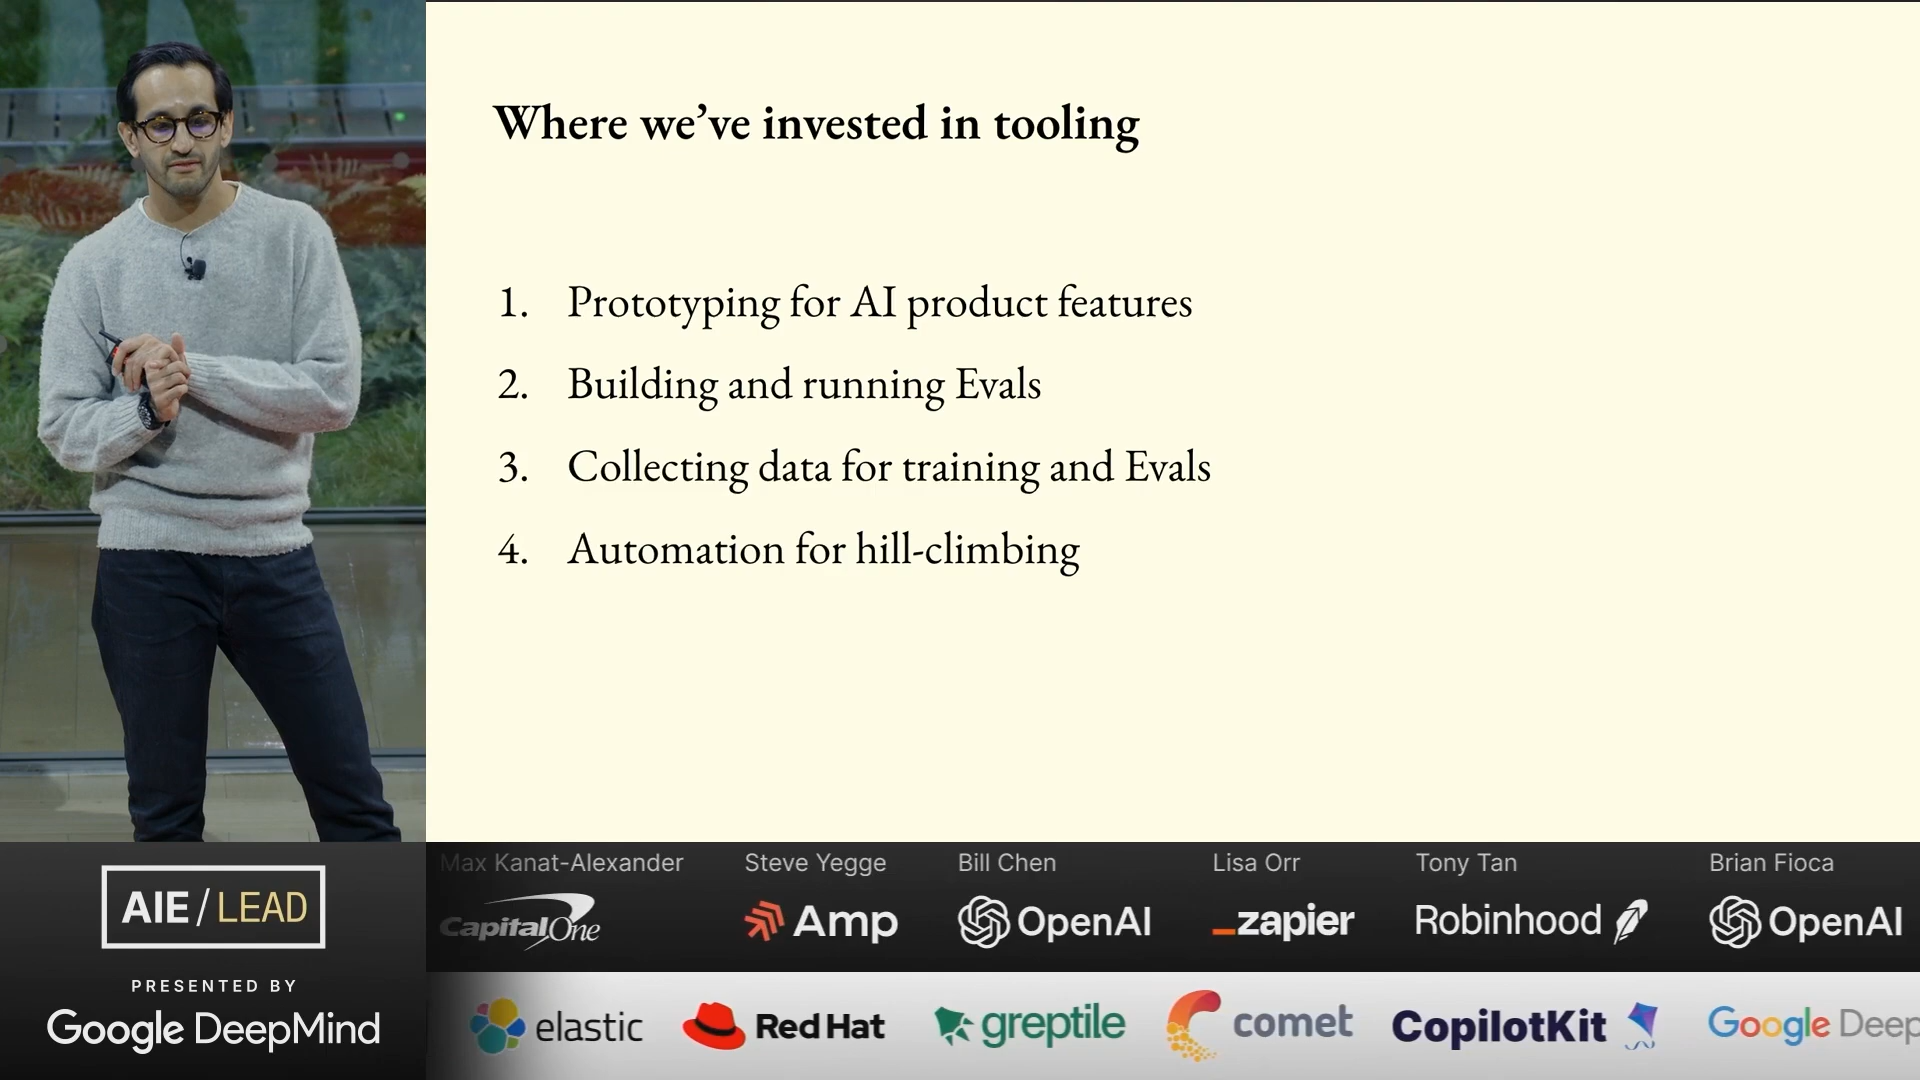 Where we’ve invested in tooling
1. Prototyping for AI product features
2. Building and running Evals
3. Collecting data for training and Evals
4. Automation for hill-climbing
AIE / LEAD
PRESENTED BY
Google DeepMind
Max Kanat-Alexander Steve Yegge Bill Chen Lisa Orr Tony Tan Brian Fioca
CapitalOne Amp OpenAI zapier Robinhood OpenAI
elastic Red Hat greptile comet CopilotKit Google Deep